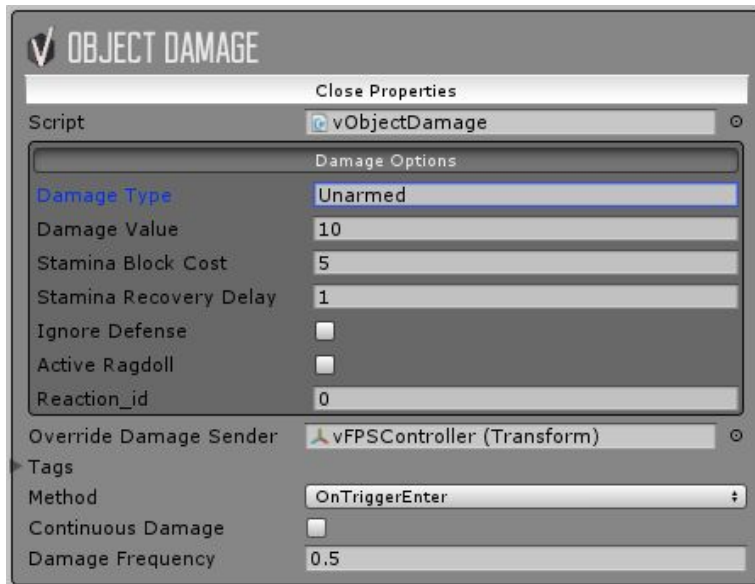 OBJECT DAMAGE
Close Properties
Script vObjectDamage
Damage Options
Damage Type Unarmed
Damage Value 10
Stamina Block Cost 5
Stamina Recovery Delay 1
Ignore Defense
Active Ragdoll
Reaction_id 0
Override Damage Sender vFPSController (Transform)
Tags
Method OnTriggerEnter
Continuous Damage
Damage Frequency 0.5